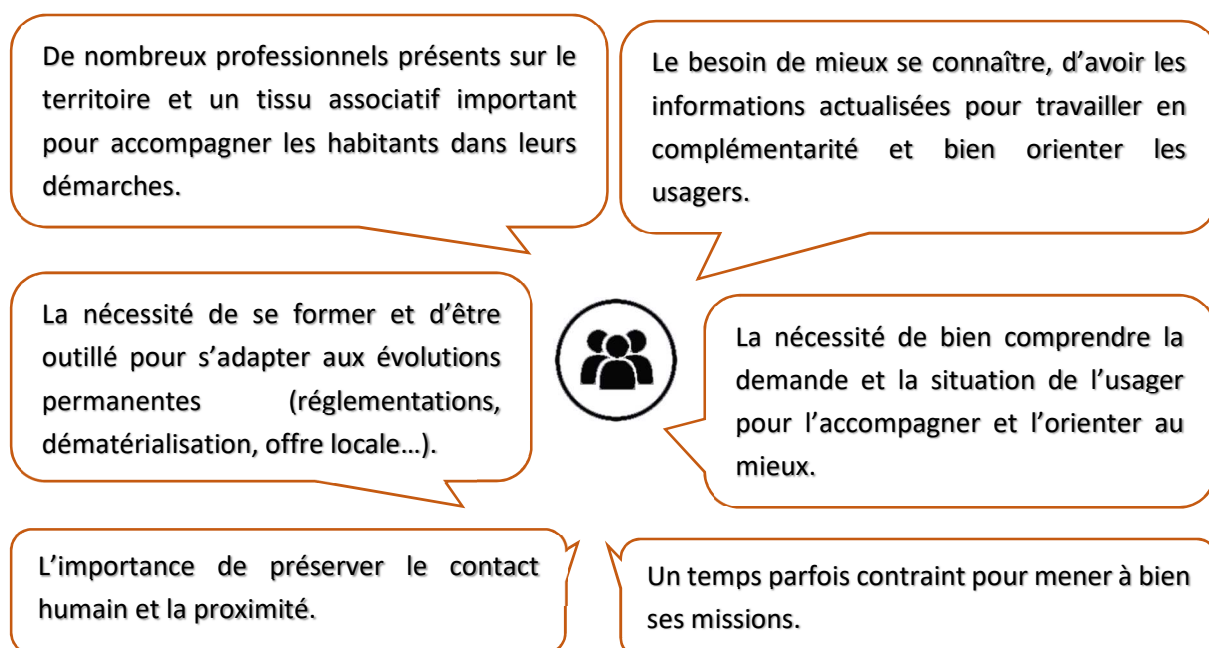 De nombreux professionnels présents sur le
territoire et un tissu associatif important
pour accompagner les habitants dans leurs
démarches.
Le besoin de mieux se connaître, d’avoir les
informations actualisées pour travailler en
complémentarité et bien orienter les
usagers.
La nécessité de se former et d’être
outillé pour s’adapter aux évolutions
permanentes (réglementations,
dématérialisation, offre locale…).
La nécessité de bien comprendre la
demande et la situation de l’usager
pour l’accompagner et l’orienter au
mieux.
L’importance de préserver le contact
humain et la proximité.
Un temps parfois contraint pour mener à bien
ses missions.